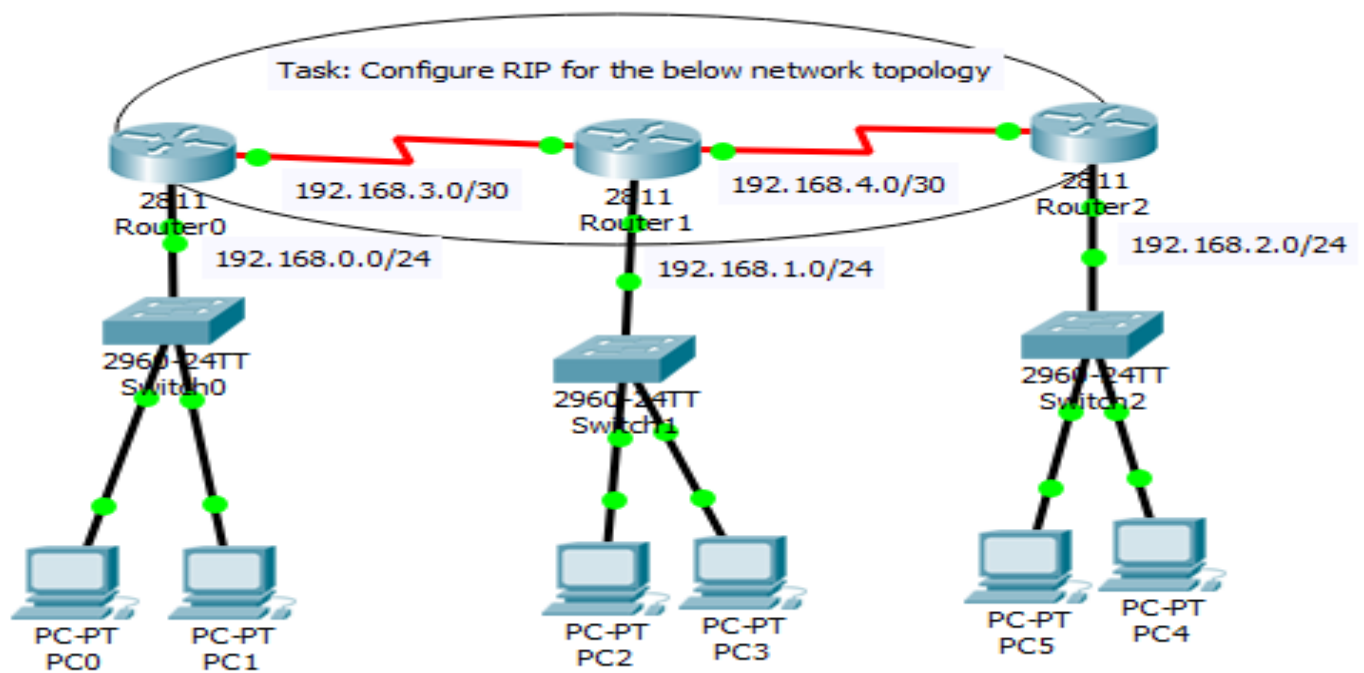 Task: Configure RIP for the below network topology
192.168.3.0/30
192.168.4.0/30
2811
Router0
2811
Router1
2811
Router2
192.168.0.0/24
192.168.1.0/24
192.168.2.0/24
2960-24TT
Switch0
2960-24TT
Switch1
2960-24TT
Switch2
PC-PT
PC0
PC-PT
PC1
PC-PT
PC2
PC-PT
PC3
PC-PT
PC5
PC-PT
PC4